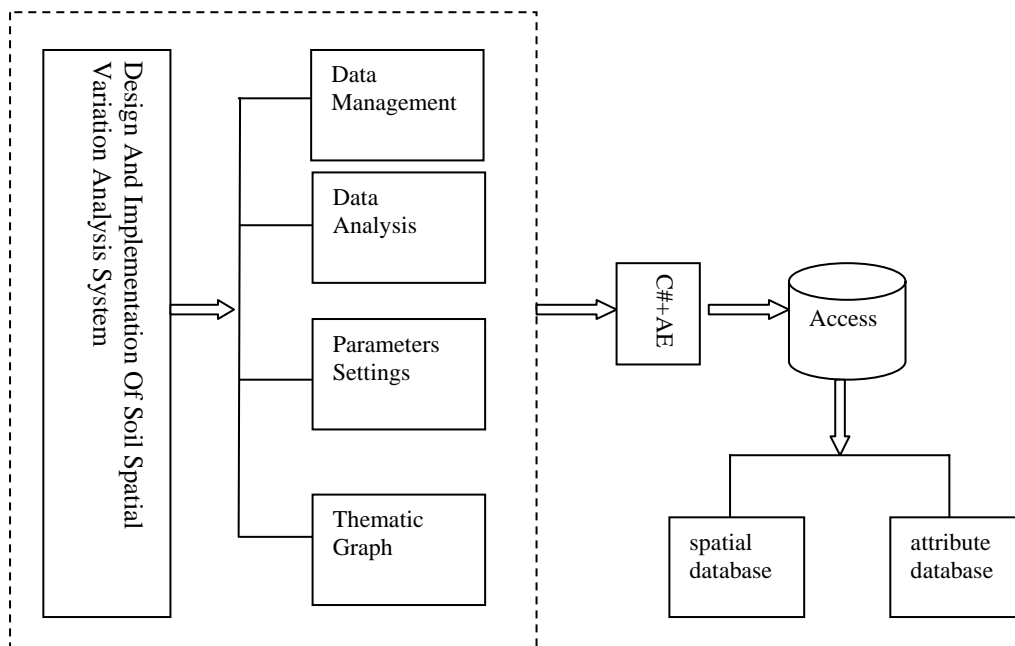 Design And Implementation Of Soil Spatial
Variation Analysis System
Data
Management
Data
Analysis
Parameters
Settings
Thematic
Graph
C#+AE
Access
spatial
database
attribute
database